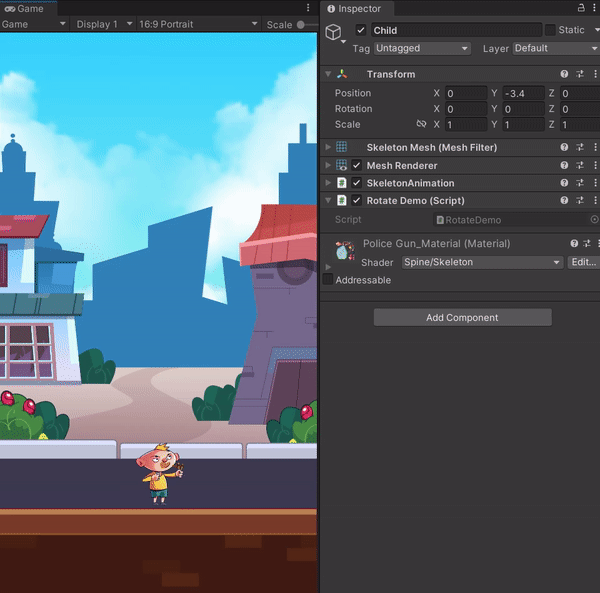 Game
Game Display 1 16:9 Portrait Scale
Inspector
Child Static
Tag Untagged Layer Default
Transform
Position X 0 Y -3.4 Z 0
Rotation X 0 Y 0 Z 0
Scale X 1 Y 1 Z 1
Skeleton Mesh (Mesh Filter)
Mesh Renderer
SkeletonAnimation
Rotate Demo (Script)
Script RotateDemo
Police Gun_Material (Material)
Shader Spine/Skeleton Edit...
Addressable
Add Component